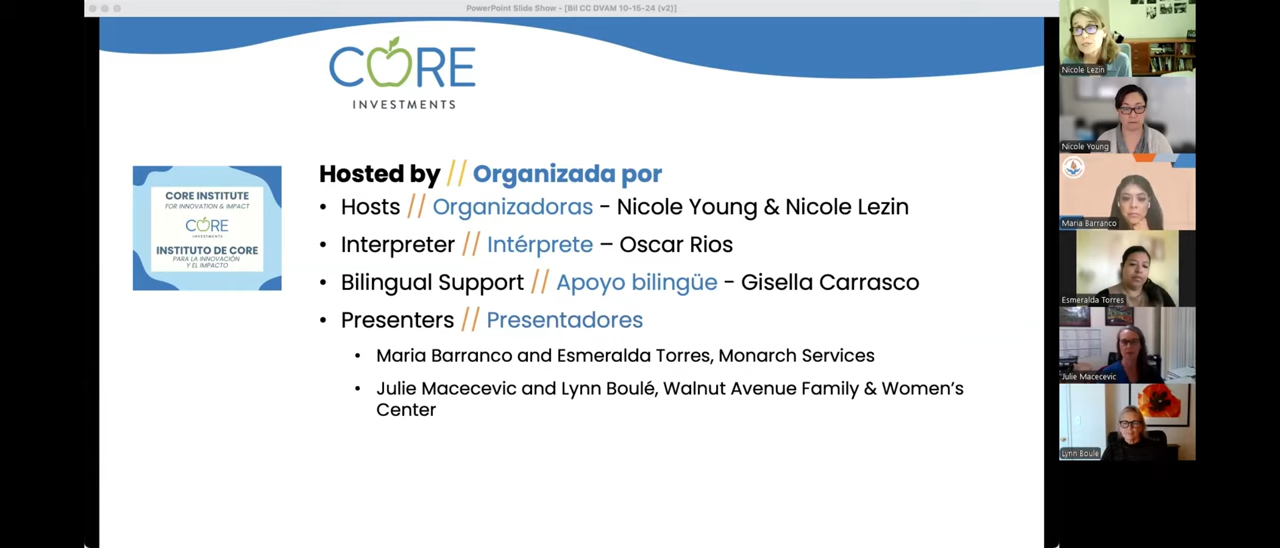 PowerPoint Slide Show - [Bil CC DVAM 10-15-24 (v2)]
CORE
INVESTMENTS
CORE INSTITUTE
FOR INNOVATION & IMPACT
CORE
INVESTMENTS
INSTITUTO DE CORE
PARA LA INNOVACIÓN
Y EL IMPACTO
Hosted by // Organizada por
• Hosts // Organizadoras - Nicole Young & Nicole Lezin
• Interpreter // Intérprete – Oscar Rios
• Bilingual Support // Apoyo bilingüe - Gisella Carrasco
• Presenters // Presentadores
• Maria Barranco and Esmeralda Torres, Monarch Services
• Julie Macecevic and Lynn Boulé, Walnut Avenue Family & Women's
Center
Nicole Lezin
Nicole Young
Maria Barranco
Esmeralda Torres
Julie Macecevic
Lynn Boulé